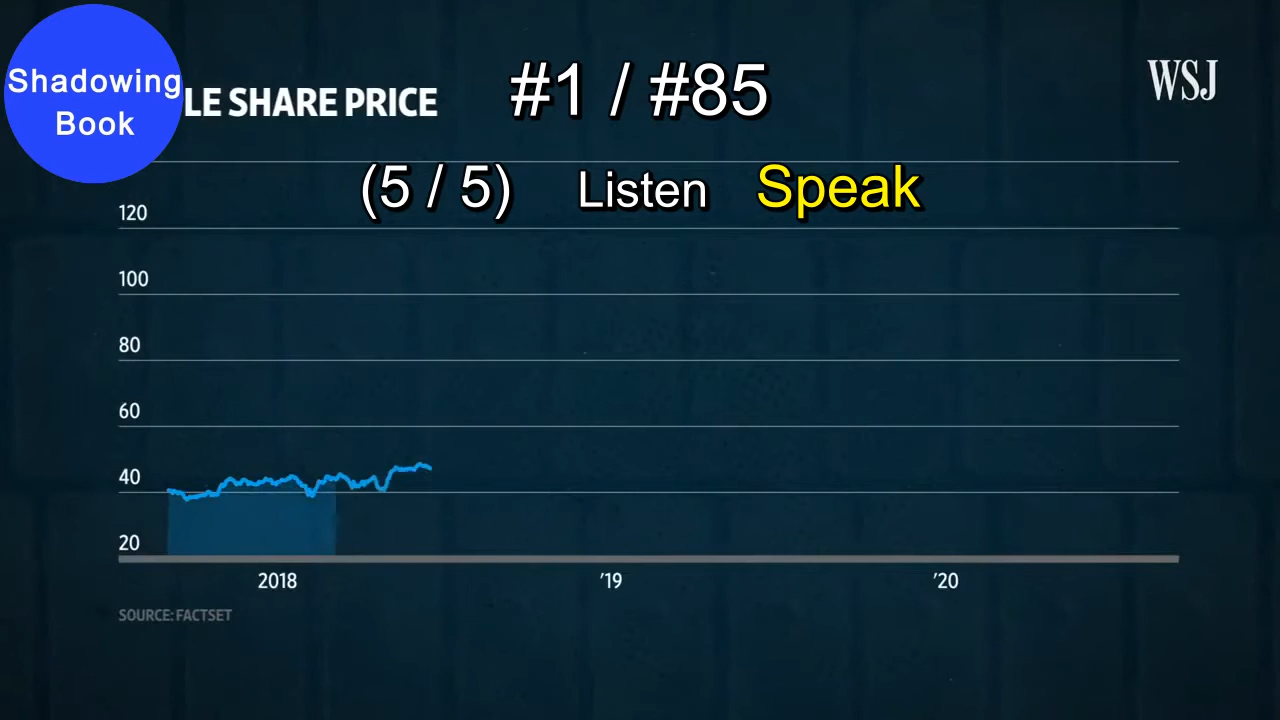 Shadowing
Book
LE SHARE PRICE
#1 / #85
WSJ
(5 / 5) Listen Speak
120
100
80
60
40
20
2018 '19 '20
SOURCE: FACTSET